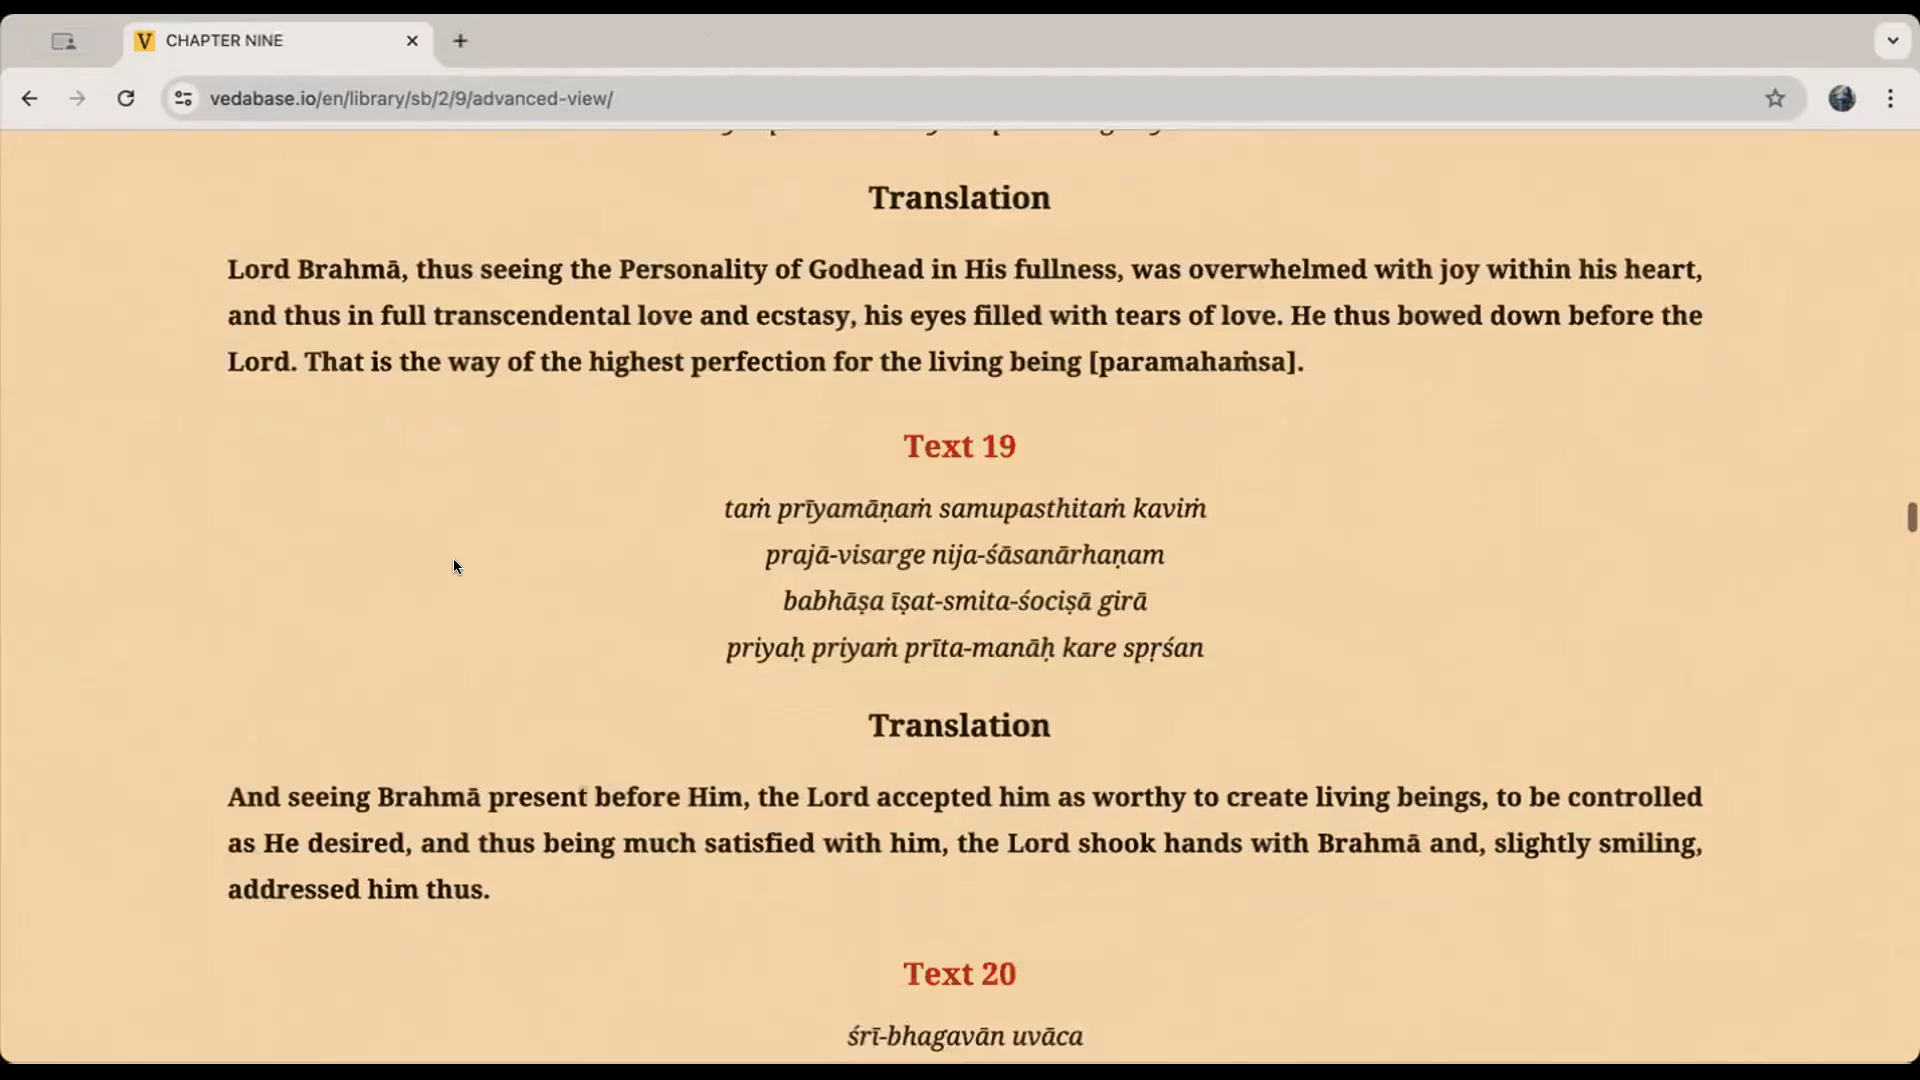 CHAPTER NINE
vedabase.io/en/library/sb/2/9/advanced-view/
Translation
Lord Brahmā, thus seeing the Personality of Godhead in His fullness, was overwhelmed with joy within his heart,
and thus in full transcendental love and ecstasy, his eyes filled with tears of love. He thus bowed down before the
Lord. That is the way of the highest perfection for the living being [paramahaṁsa].
Text 19
taṁ prīyamāṇaṁ samupasthitaṁ kaviṁ
prajā-visarge nija-śāsanārhaṇam
babhāṣa īṣat-smita-śociṣā girā
priyaḥ priyaṁ prīta-manāḥ kare spṛśan
Translation
And seeing Brahmā present before Him, the Lord accepted him as worthy to create living beings, to be controlled
as He desired, and thus being much satisfied with him, the Lord shook hands with Brahmā and, slightly smiling,
addressed him thus.
Text 20
śrī-bhagavān uvāca